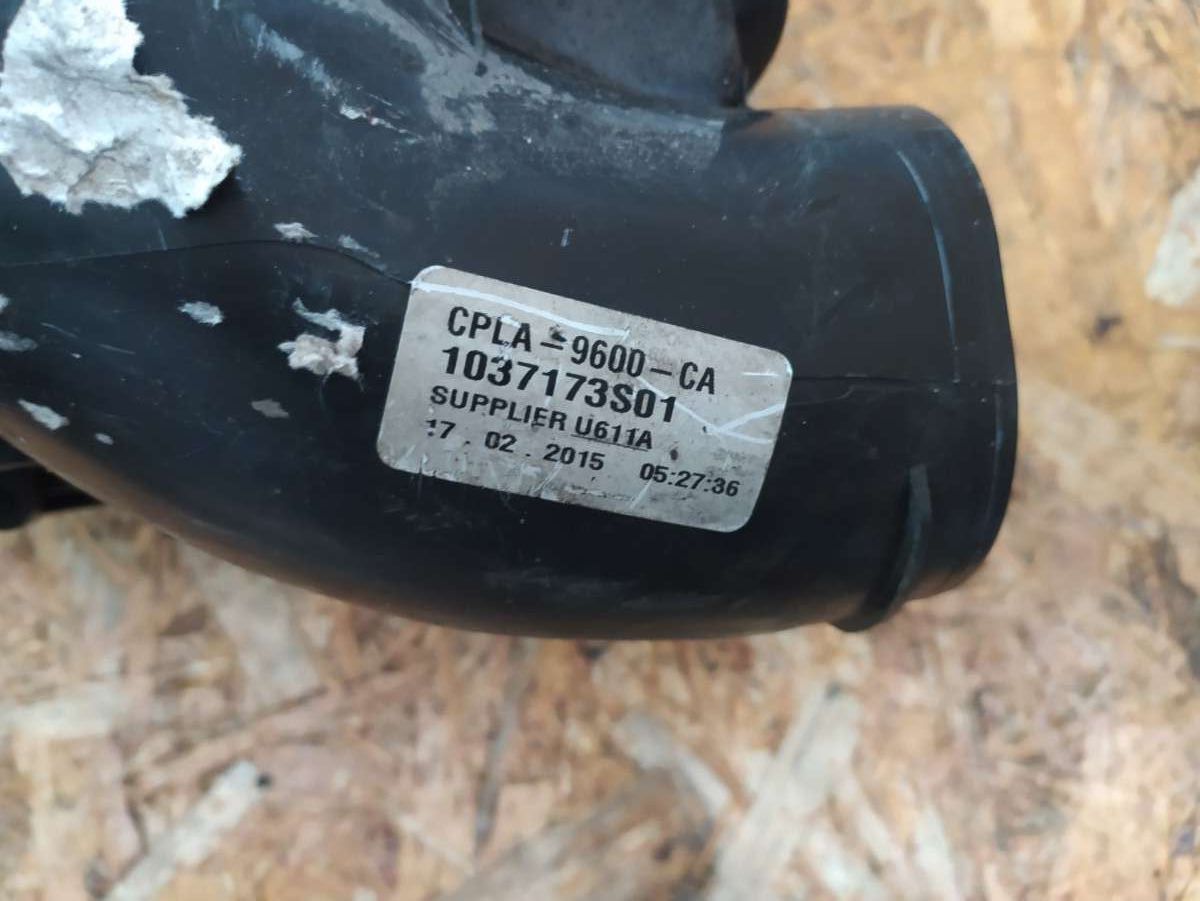 CPLA-9600-CA
1037173S01
SUPPLIER U611A
17.02.2015 05:27:36